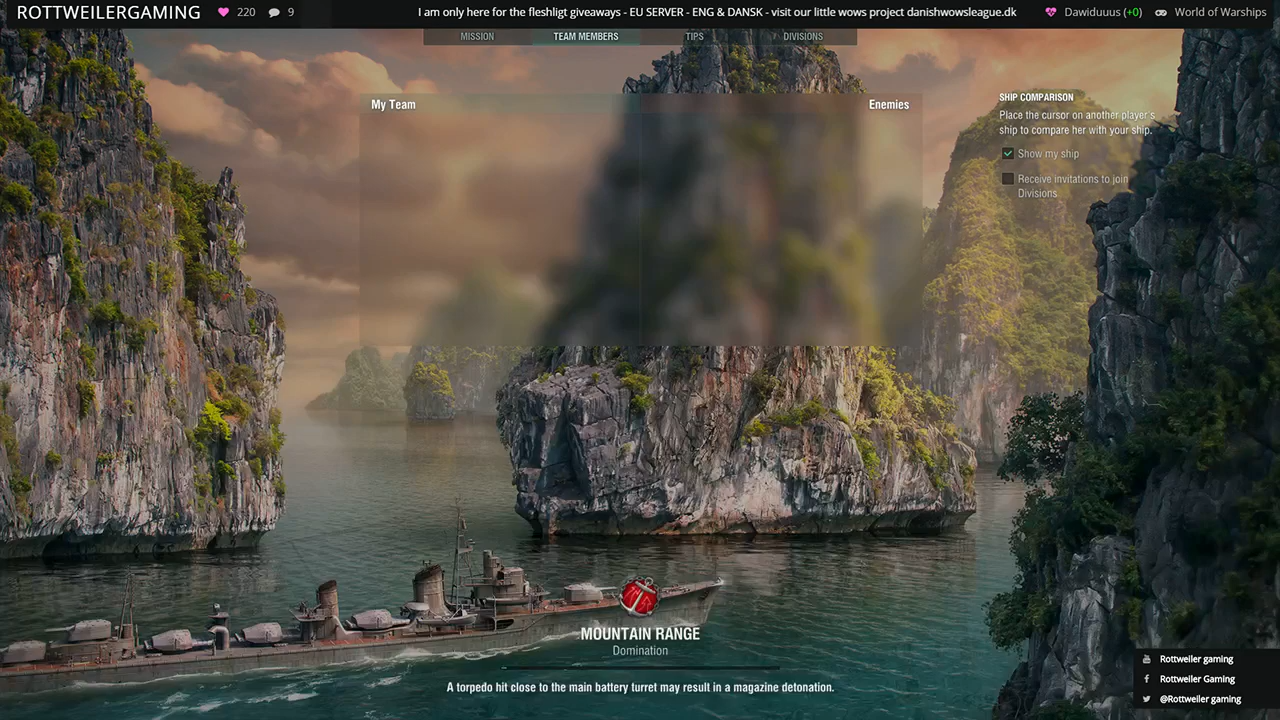 ROTTWEILERGAMING
220
9
I am only here for the fleshligt giveaways - EU SERVER - ENG & DANSK - visit our little wows project danishwowsleague.dk
Dawiduuus (+0)
World of Warships
MISSION
TEAM MEMBERS
TIPS
DIVISIONS
My Team
Enemies
SHIP COMPARISON
Place the cursor on another player's
ship to compare her with your ship.
Show my ship
Receive invitations to join
Divisions
MOUNTAIN RANGE
Domination
A torpedo hit close to the main battery turret may result in a magazine detonation.
Rottweiler gaming
Rottweiler Gaming
@Rottweiler gaming